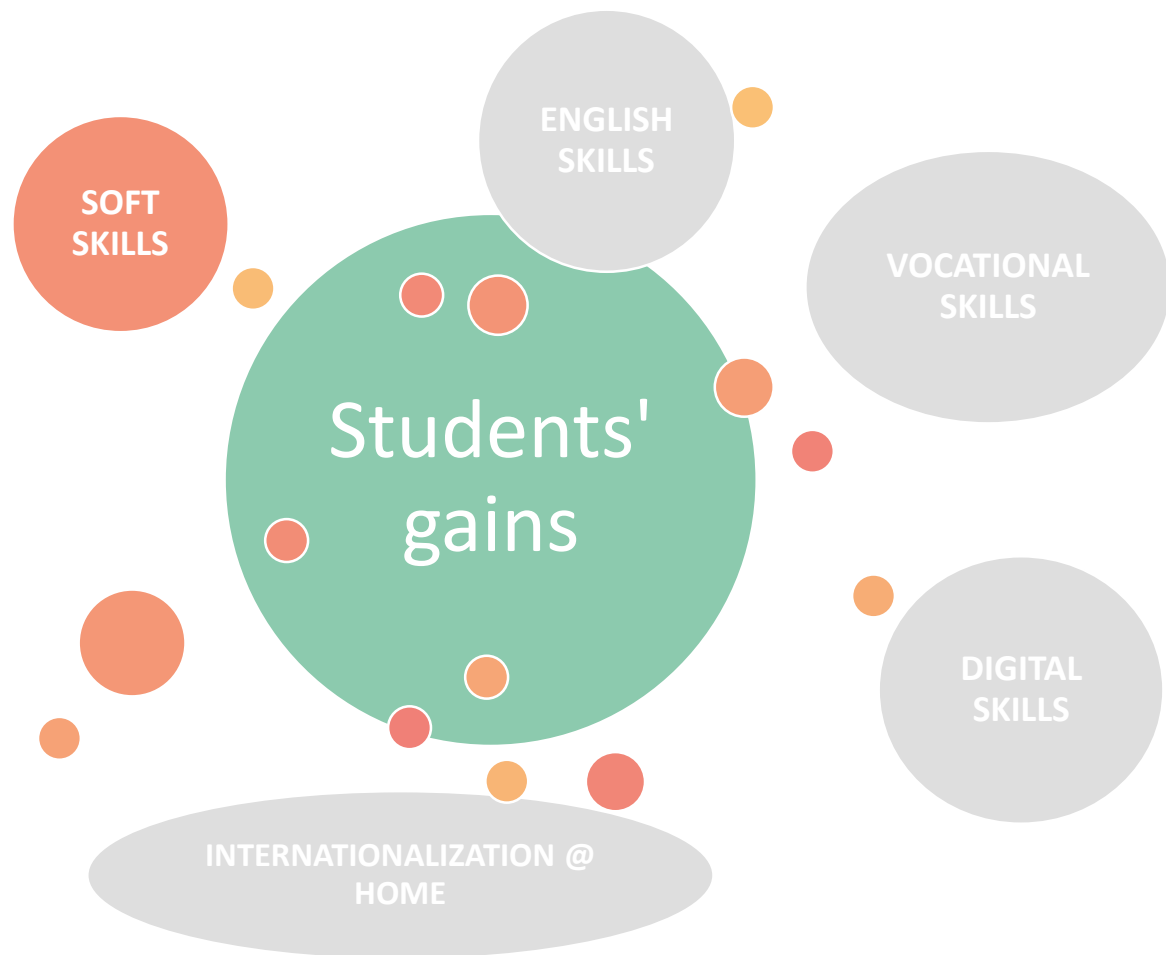 ENGLISH
SKILLS
SOFT
SKILLS
VOCATIONAL
SKILLS
Students'
gains
DIGITAL
SKILLS
INTERNATIONALIZATION @
HOME